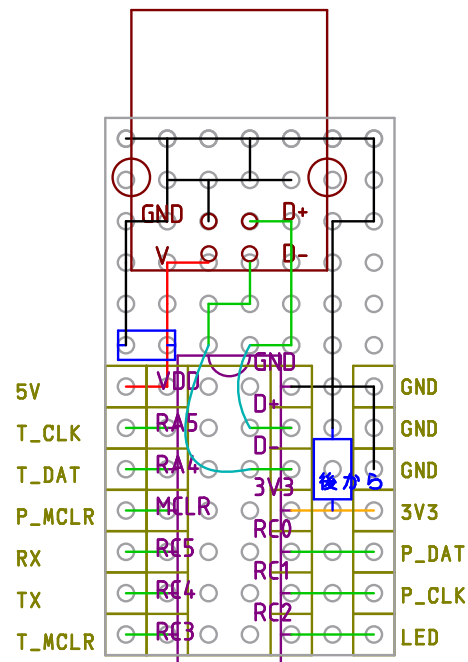 GND D+
V D-
GND
5V VDD GND
D+
T_CLK RA5 GND
D-
T_DAT RA4 GND
後から
3V3
P_MCLR MCLR 3V3
RC0
RX RC5 P_DAT
RC1
TX RC4 P_CLK
RC2
T_MCLR RC3 LED